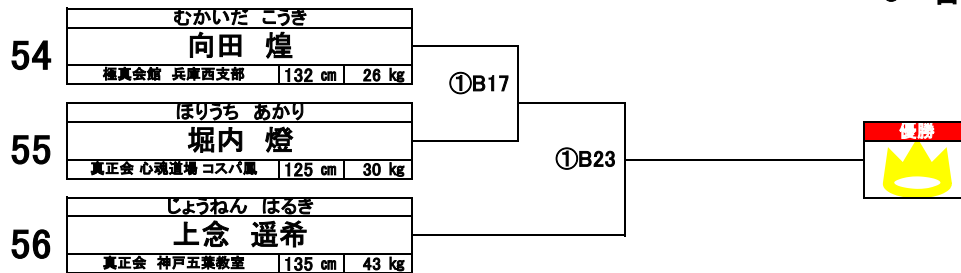 むかいだ こうき
54 向田 煌
極真会館 兵庫西支部 132 cm 26 kg
①B17
ほりうち あかり
55 堀内 燈
真正会 心魂道場 コスパ鳳 125 cm 30 kg
①B23
優勝
じょうねん はるき
56 上念 遥希
真正会 神戸五葉教室 135 cm 43 kg